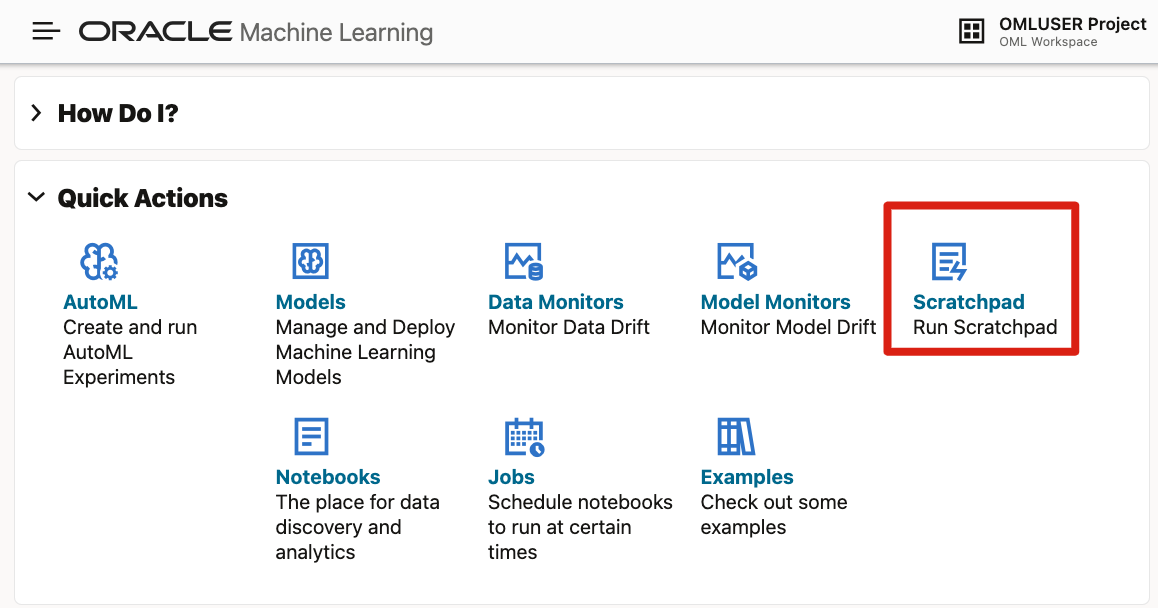 ORACLE Machine Learning
OMLUSER Project
OML Workspace
How Do I?
Quick Actions
AutoML
Create and run
AutoML
Experiments
Models
Manage and Deploy
Machine Learning
Models
Data Monitors
Monitor Data Drift
Model Monitors
Monitor Model Drift
Scratchpad
Run Scratchpad
Notebooks
The place for data
discovery and
analytics
Jobs
Schedule notebooks
to run at certain
times
Examples
Check out some
examples